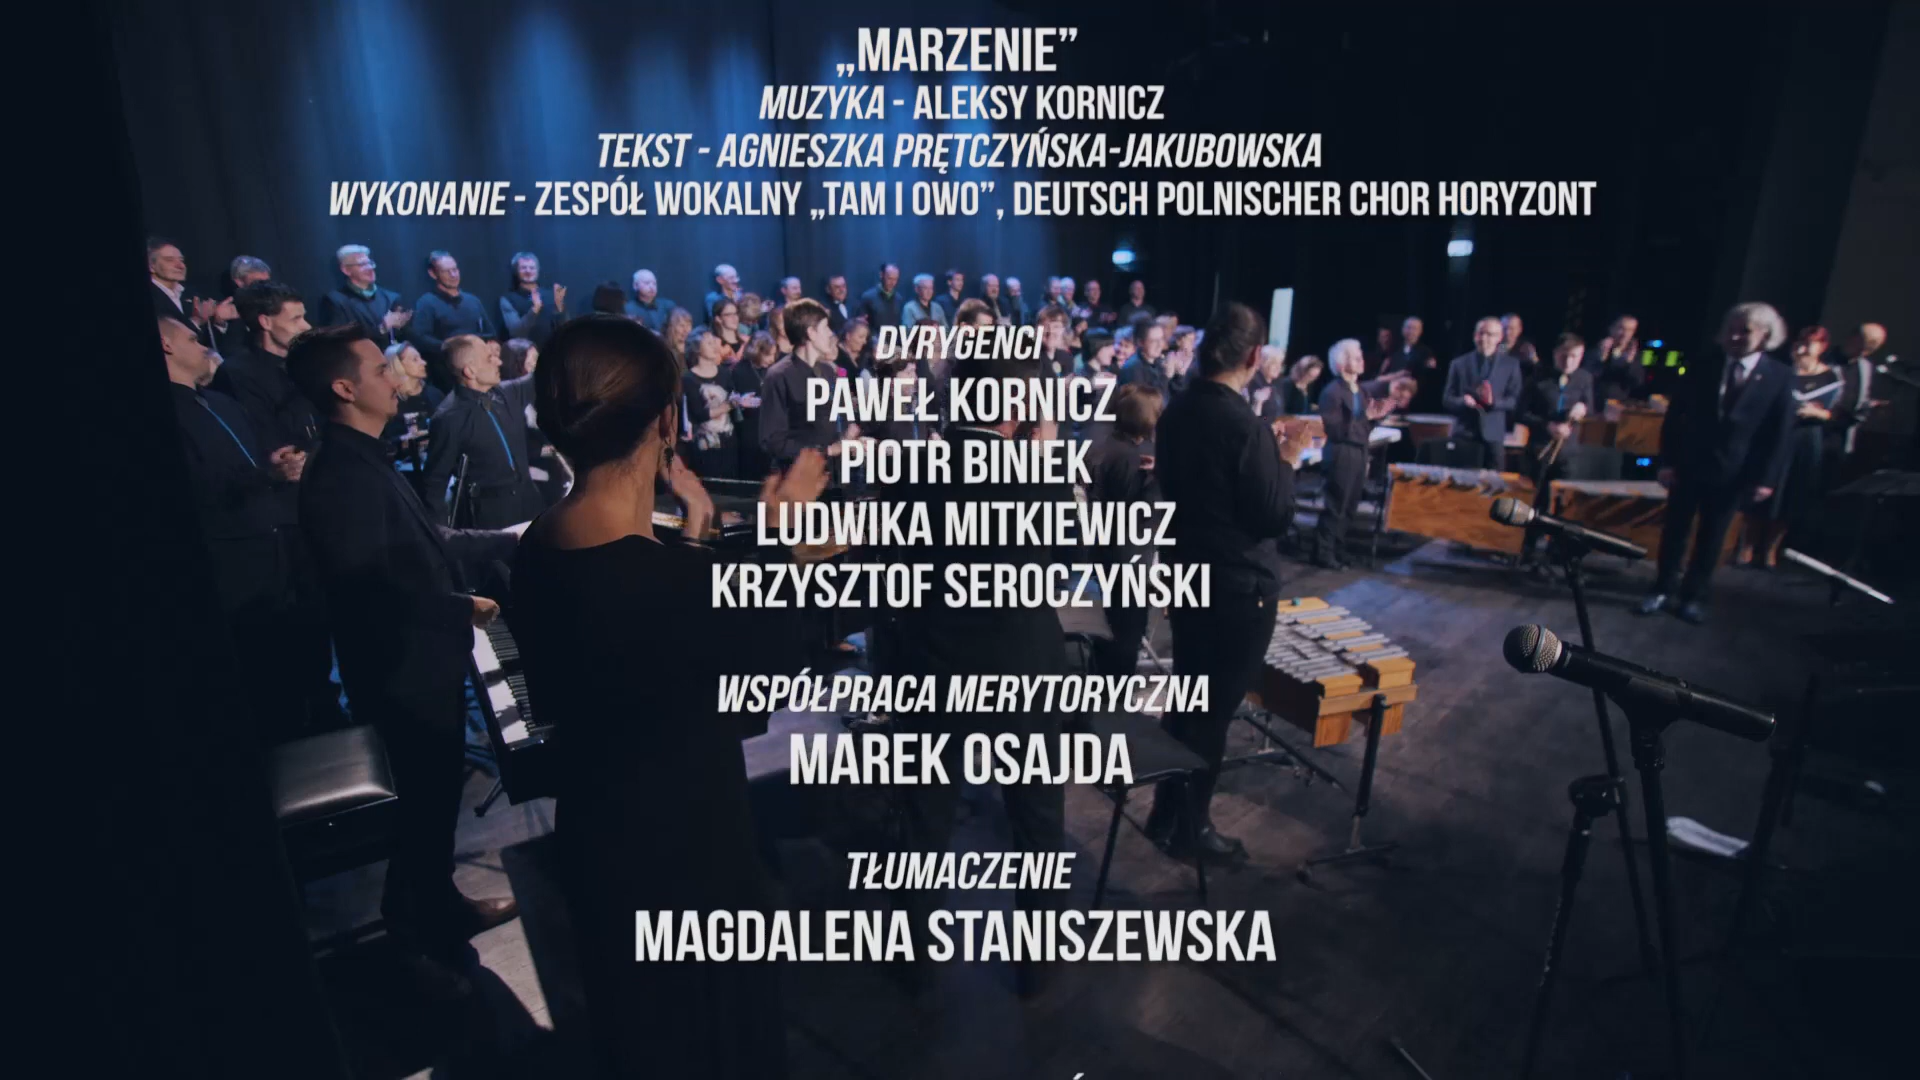 „MARZENIE”
MUZYKA - ALEKSY KORNICZ
TEKST - AGNIESZKA PRĘTCZYŃSKA-JAKUBOWSKA
WYKONANIE - ZESPÓŁ WOKALNY „TAM I OWO”, DEUTSCH POLNISCHER CHOR HORYZONT
DYRYGENCI
PAWEŁ KORNICZ
PIOTR BINIEK
LUDWIKA MITKIEWICZ
KRZYSZTOF SEROCZYŃSKI
WSPÓŁPRACA MERYTORYCZNA
MAREK OSAJDA
TŁUMACZENIE
MAGDALENA STANISZEWSKA